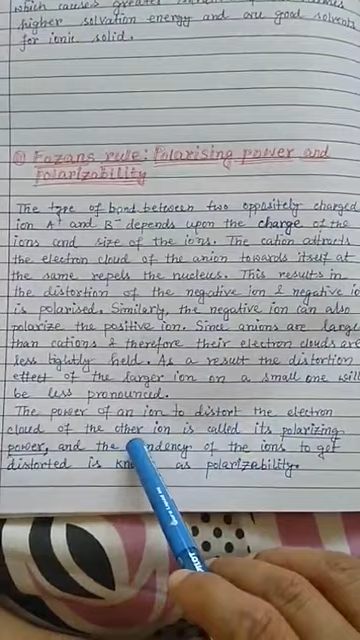 which causes greater
higher solvation energy and are good solvents
for ionic solid.
Fazans rule: Polarising power and
Polarizability
The type of bond between two oppositely charged
ion A+ and B- depends upon the charge of the
ions and size of the ions. The cation attracts
the electron cloud of the anion towards itself at
the same repels the nucleus. This results in
the distortion of the negative ion & negative io
is polarised. Similarly, the negative ion can also
polarize the positive ion. Since anions are large
than cations & therefore their electron clouds are
less tightly held. As a result the distortion
effect of the larger ion on a small one will
be less pronounced.
The power of an ion to distort the electron
cloud of the other ion is called its polarizing
power, and the ndency of the ions to get
distorted is kn as polarizability.